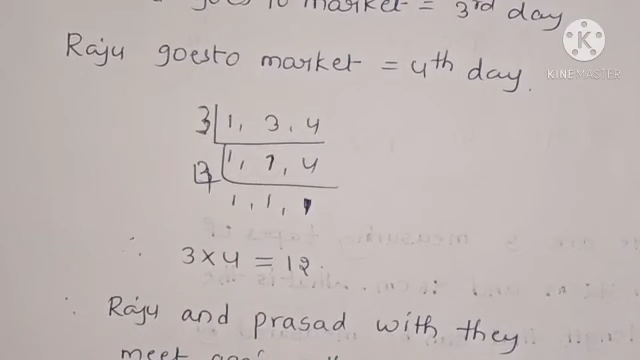 goes to market = 3rd day
Raju goesto market = 4th day.
KINEMASTER
3 | 1, 3, 4
1, 1, 4
1, 1, 1
∴ 3 × 4 = 12.
∴ Raju and prasad with they
meet